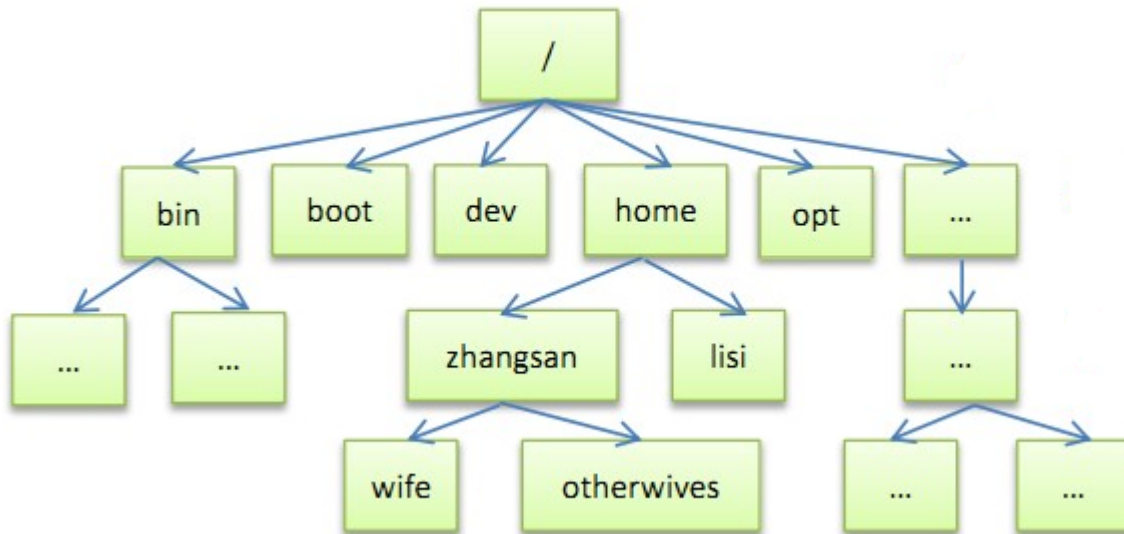 /
bin
boot
dev
home
opt
...
...
...
zhangsan
lisi
...
wife
otherwives
...
...